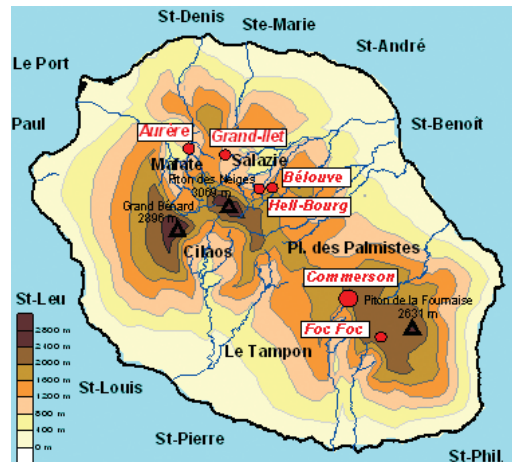 St-Denis
Ste-Marie
St-André
Le Port
Paul
St-Benoît
Aurère
Grand-Ilet
Mafate
Salazie
Bélouve
Piton des Neiges
3069 m
Hell-Bourg
Grand Bénard
2896 m
Cilaos
Pl. des Palmistes
Commerson
Piton de la Fournaise
2631 m
St-Leu
Foc Foc
Le Tampon
2800 m
2400 m
2000 m
1600 m
1200 m
800 m
400 m
0 m
St-Louis
St-Pierre
St-Phil.